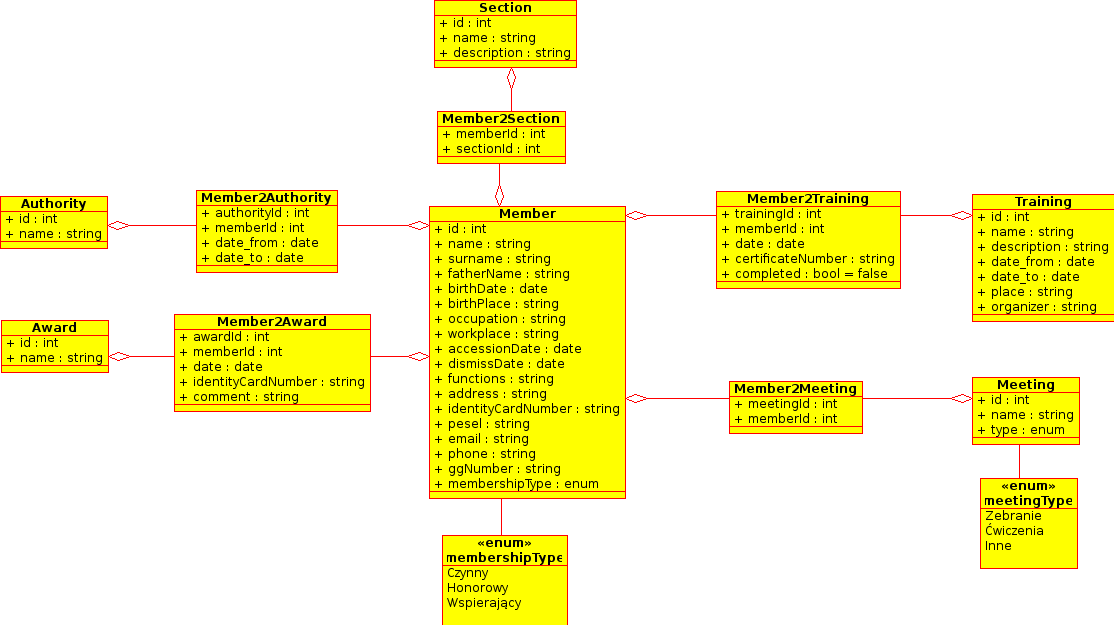 Section
+ id : int
+ name : string
+ description : string
Member2Section
+ memberId : int
+ sectionId : int
Authority
+ id : int
+ name : string
Member2Authority
+ authorityId : int
+ memberId : int
+ date_from : date
+ date_to : date
Member
+ id : int
+ name : string
+ surname : string
+ fatherName : string
+ birthDate : date
+ birthPlace : string
+ occupation : string
+ workplace : string
+ accessionDate : date
+ dismissDate : date
+ functions : string
+ address : string
+ identityCardNumber : string
+ pesel : string
+ email : string
+ phone : string
+ ggNumber : string
+ membershipType : enum
Member2Training
+ trainingId : int
+ memberId : int
+ date : date
+ certificateNumber : string
+ completed : bool = false
Training
+ id : int
+ name : string
+ description : string
+ date_from : date
+ date_to : date
+ place : string
+ organizer : string
Award
+ id : int
+ name : string
Member2Award
+ awardId : int
+ memberId : int
+ date : date
+ identityCardNumber : string
+ comment : string
Member2Meeting
+ meetingId : int
+ memberId : int
Meeting
+ id : int
+ name : string
+ type : enum
«enum»
meetingType
Zebranie
Ćwiczenia
Inne
«enum»
membershipType
Czynny
Honorowy
Wspierający